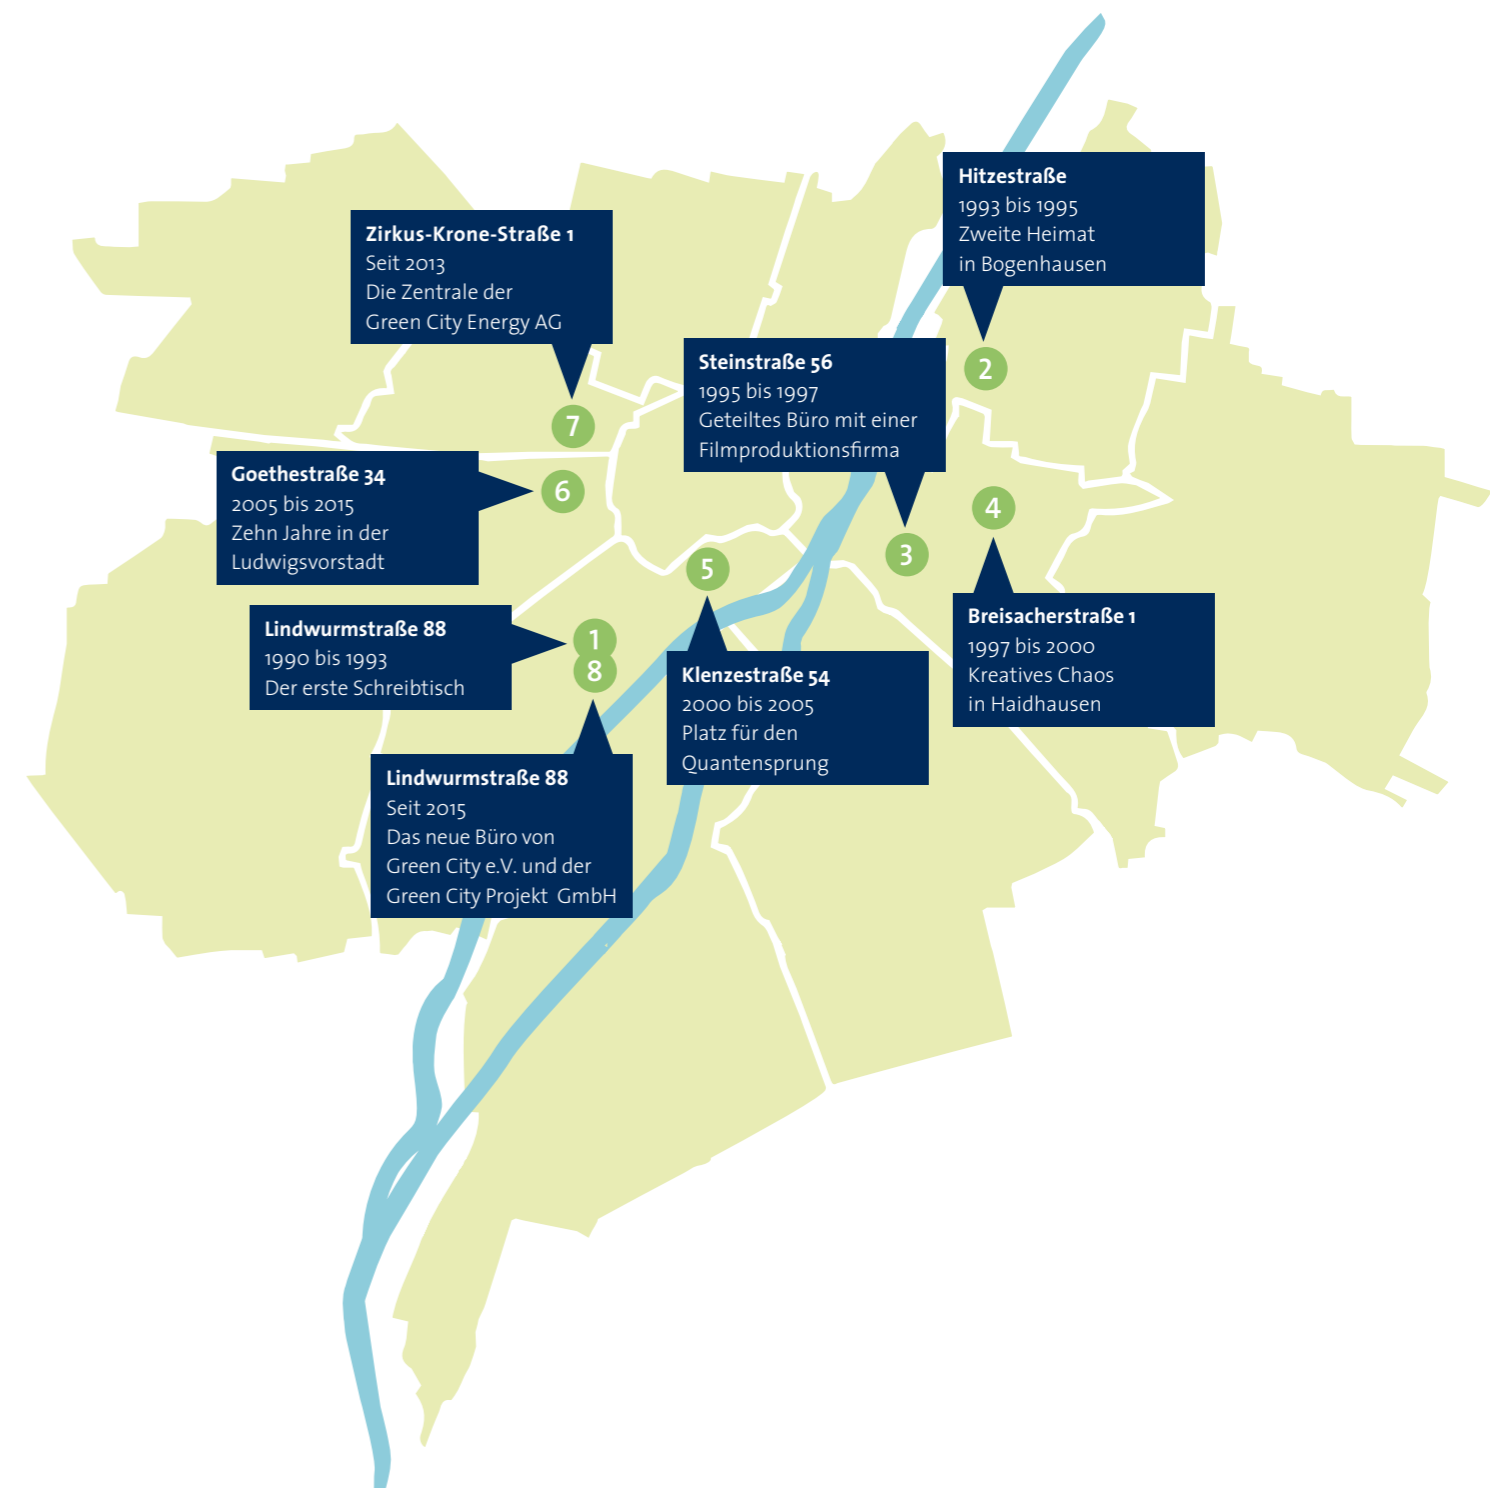 Hitzestraße
1993 bis 1995
Zweite Heimat
in Bogenhausen
2
Zirkus-Krone-Straße 1
Seit 2013
Die Zentrale der
Green City Energy AG
7
Steinstraße 56
1995 bis 1997
Geteiltes Büro mit einer
Filmproduktionsfirma
3
Goethestraße 34
2005 bis 2015
Zehn Jahre in der
Ludwigsvorstadt
6
4
Breisacherstraße 1
1997 bis 2000
Kreatives Chaos
in Haidhausen
5
Klenzestraße 54
2000 bis 2005
Platz für den
Quantensprung
Lindwurmstraße 88
1990 bis 1993
Der erste Schreibtisch
1
8
Lindwurmstraße 88
Seit 2015
Das neue Büro von
Green City e.V. und der
Green City Projekt GmbH